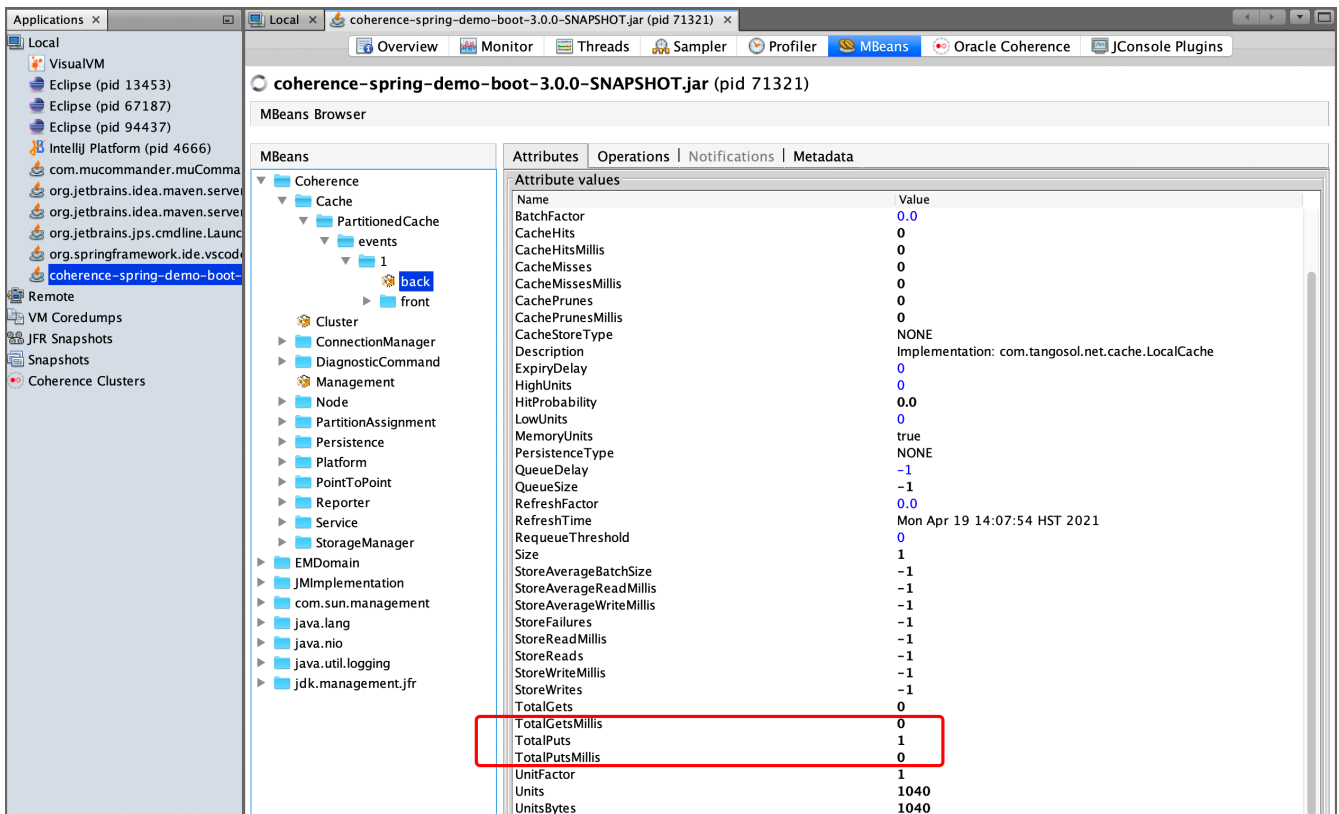 Applications ×
Local
VisualVM
Eclipse (pid 13453)
Eclipse (pid 67187)
Eclipse (pid 94437)
IntelliJ Platform (pid 4666)
com.mucommander.muComma
org.jetbrains.idea.maven.server
org.jetbrains.idea.maven.server
org.jetbrains.jps.cmdline.Launc
org.springframework.ide.vscode
coherence-spring-demo-boot-
Remote
VM Coredumps
JFR Snapshots
Snapshots
Coherence Clusters
Local × coherence-spring-demo-boot-3.0.0-SNAPSHOT.jar (pid 71321) ×
Overview Monitor Threads Sampler Profiler MBeans Oracle Coherence JConsole Plugins
coherence-spring-demo-boot-3.0.0-SNAPSHOT.jar (pid 71321)
MBeans Browser
MBeans
Coherence
Cache
PartitionedCache
events
1
back
front
Cluster
ConnectionManager
DiagnosticCommand
Management
Node
PartitionAssignment
Persistence
Platform
PointToPoint
Reporter
Service
StorageManager
EMDomain
JMImplementation
com.sun.management
java.lang
java.nio
java.util.logging
jdk.management.jfr
Attributes Operations Notifications Metadata
Attribute values
Name Value
BatchFactor 0.0
CacheHits 0
CacheHitsMillis 0
CacheMisses 0
CacheMissesMillis 0
CachePrunes 0
CachePrunesMillis 0
CacheStoreType NONE
Description Implementation: com.tangosol.net.cache.LocalCache
ExpiryDelay 0
HighUnits 0
HitProbability 0.0
LowUnits 0
MemoryUnits true
PersistenceType NONE
QueueDelay -1
QueueSize -1
RefreshFactor 0.0
RefreshTime Mon Apr 19 14:07:54 HST 2021
RequeueThreshold 0
Size 1
StoreAverageBatchSize -1
StoreAverageReadMillis -1
StoreAverageWriteMillis -1
StoreFailures -1
StoreReadMillis -1
StoreReads -1
StoreWriteMillis -1
StoreWrites -1
TotalGets 0
TotalGetsMillis 0
TotalPuts 1
TotalPutsMillis 0
UnitFactor 1
Units 1040
UnitsBytes 1040